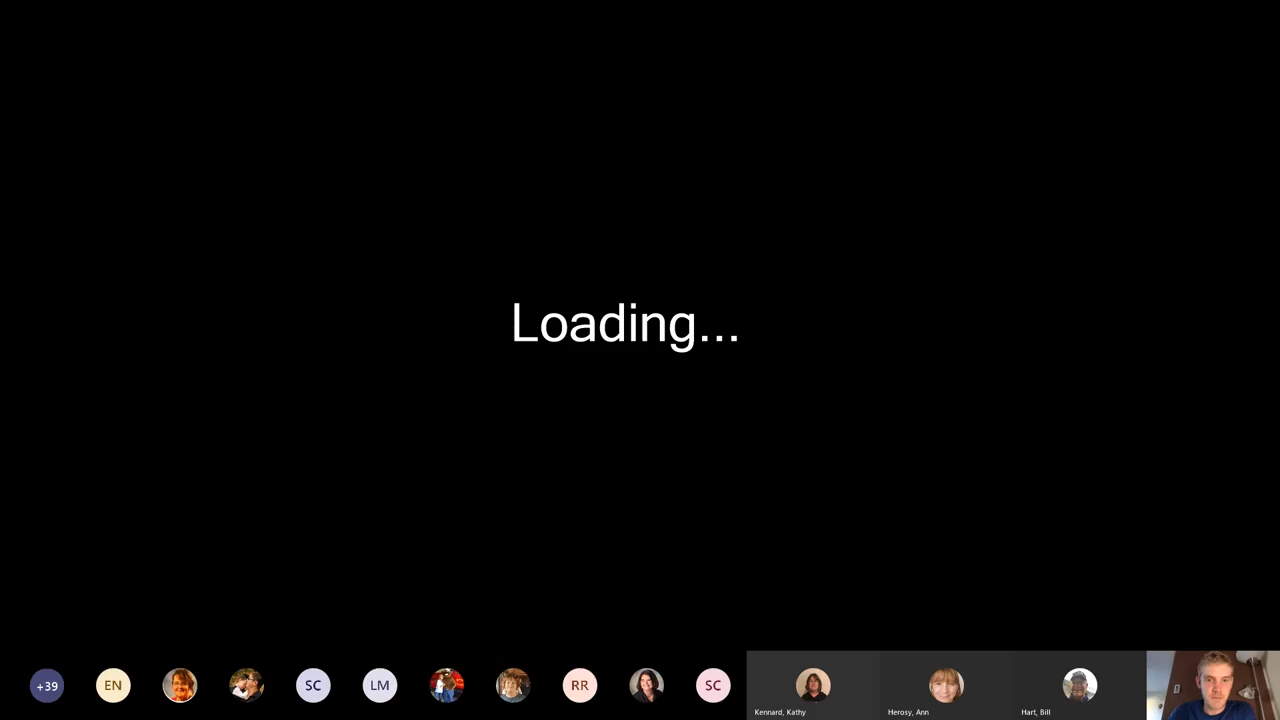 Loading...
+39
EN
SC
LM
RR
SC
Kennard, Kathy
Herosy, Ann
Hart, Bill